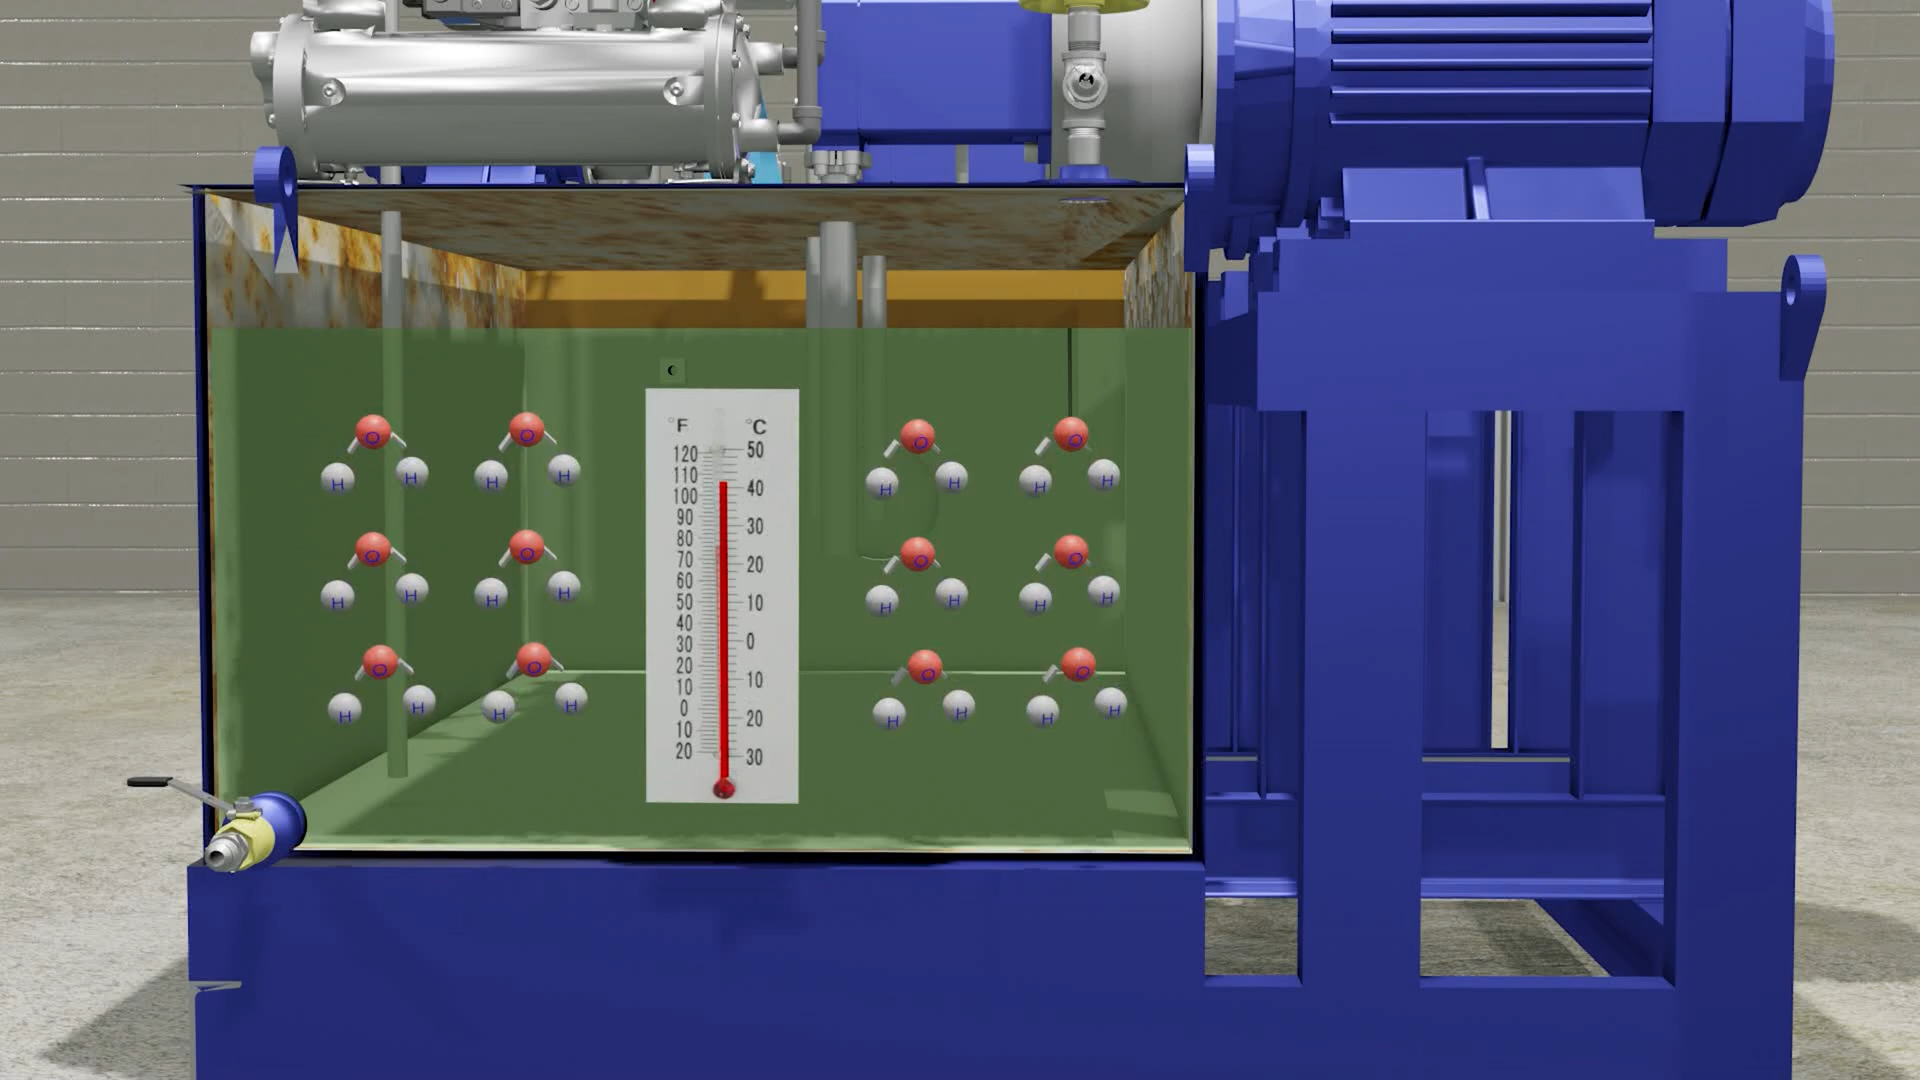 °F °C
120 50
110
100 40
90
80 30
70
60 20
50 10
40
30 0
20
10 10
0
10 20
20 30
O O O O
H H H H H H H H
O O O O
H H H H H H H H
O O O O
H H H H H H H H